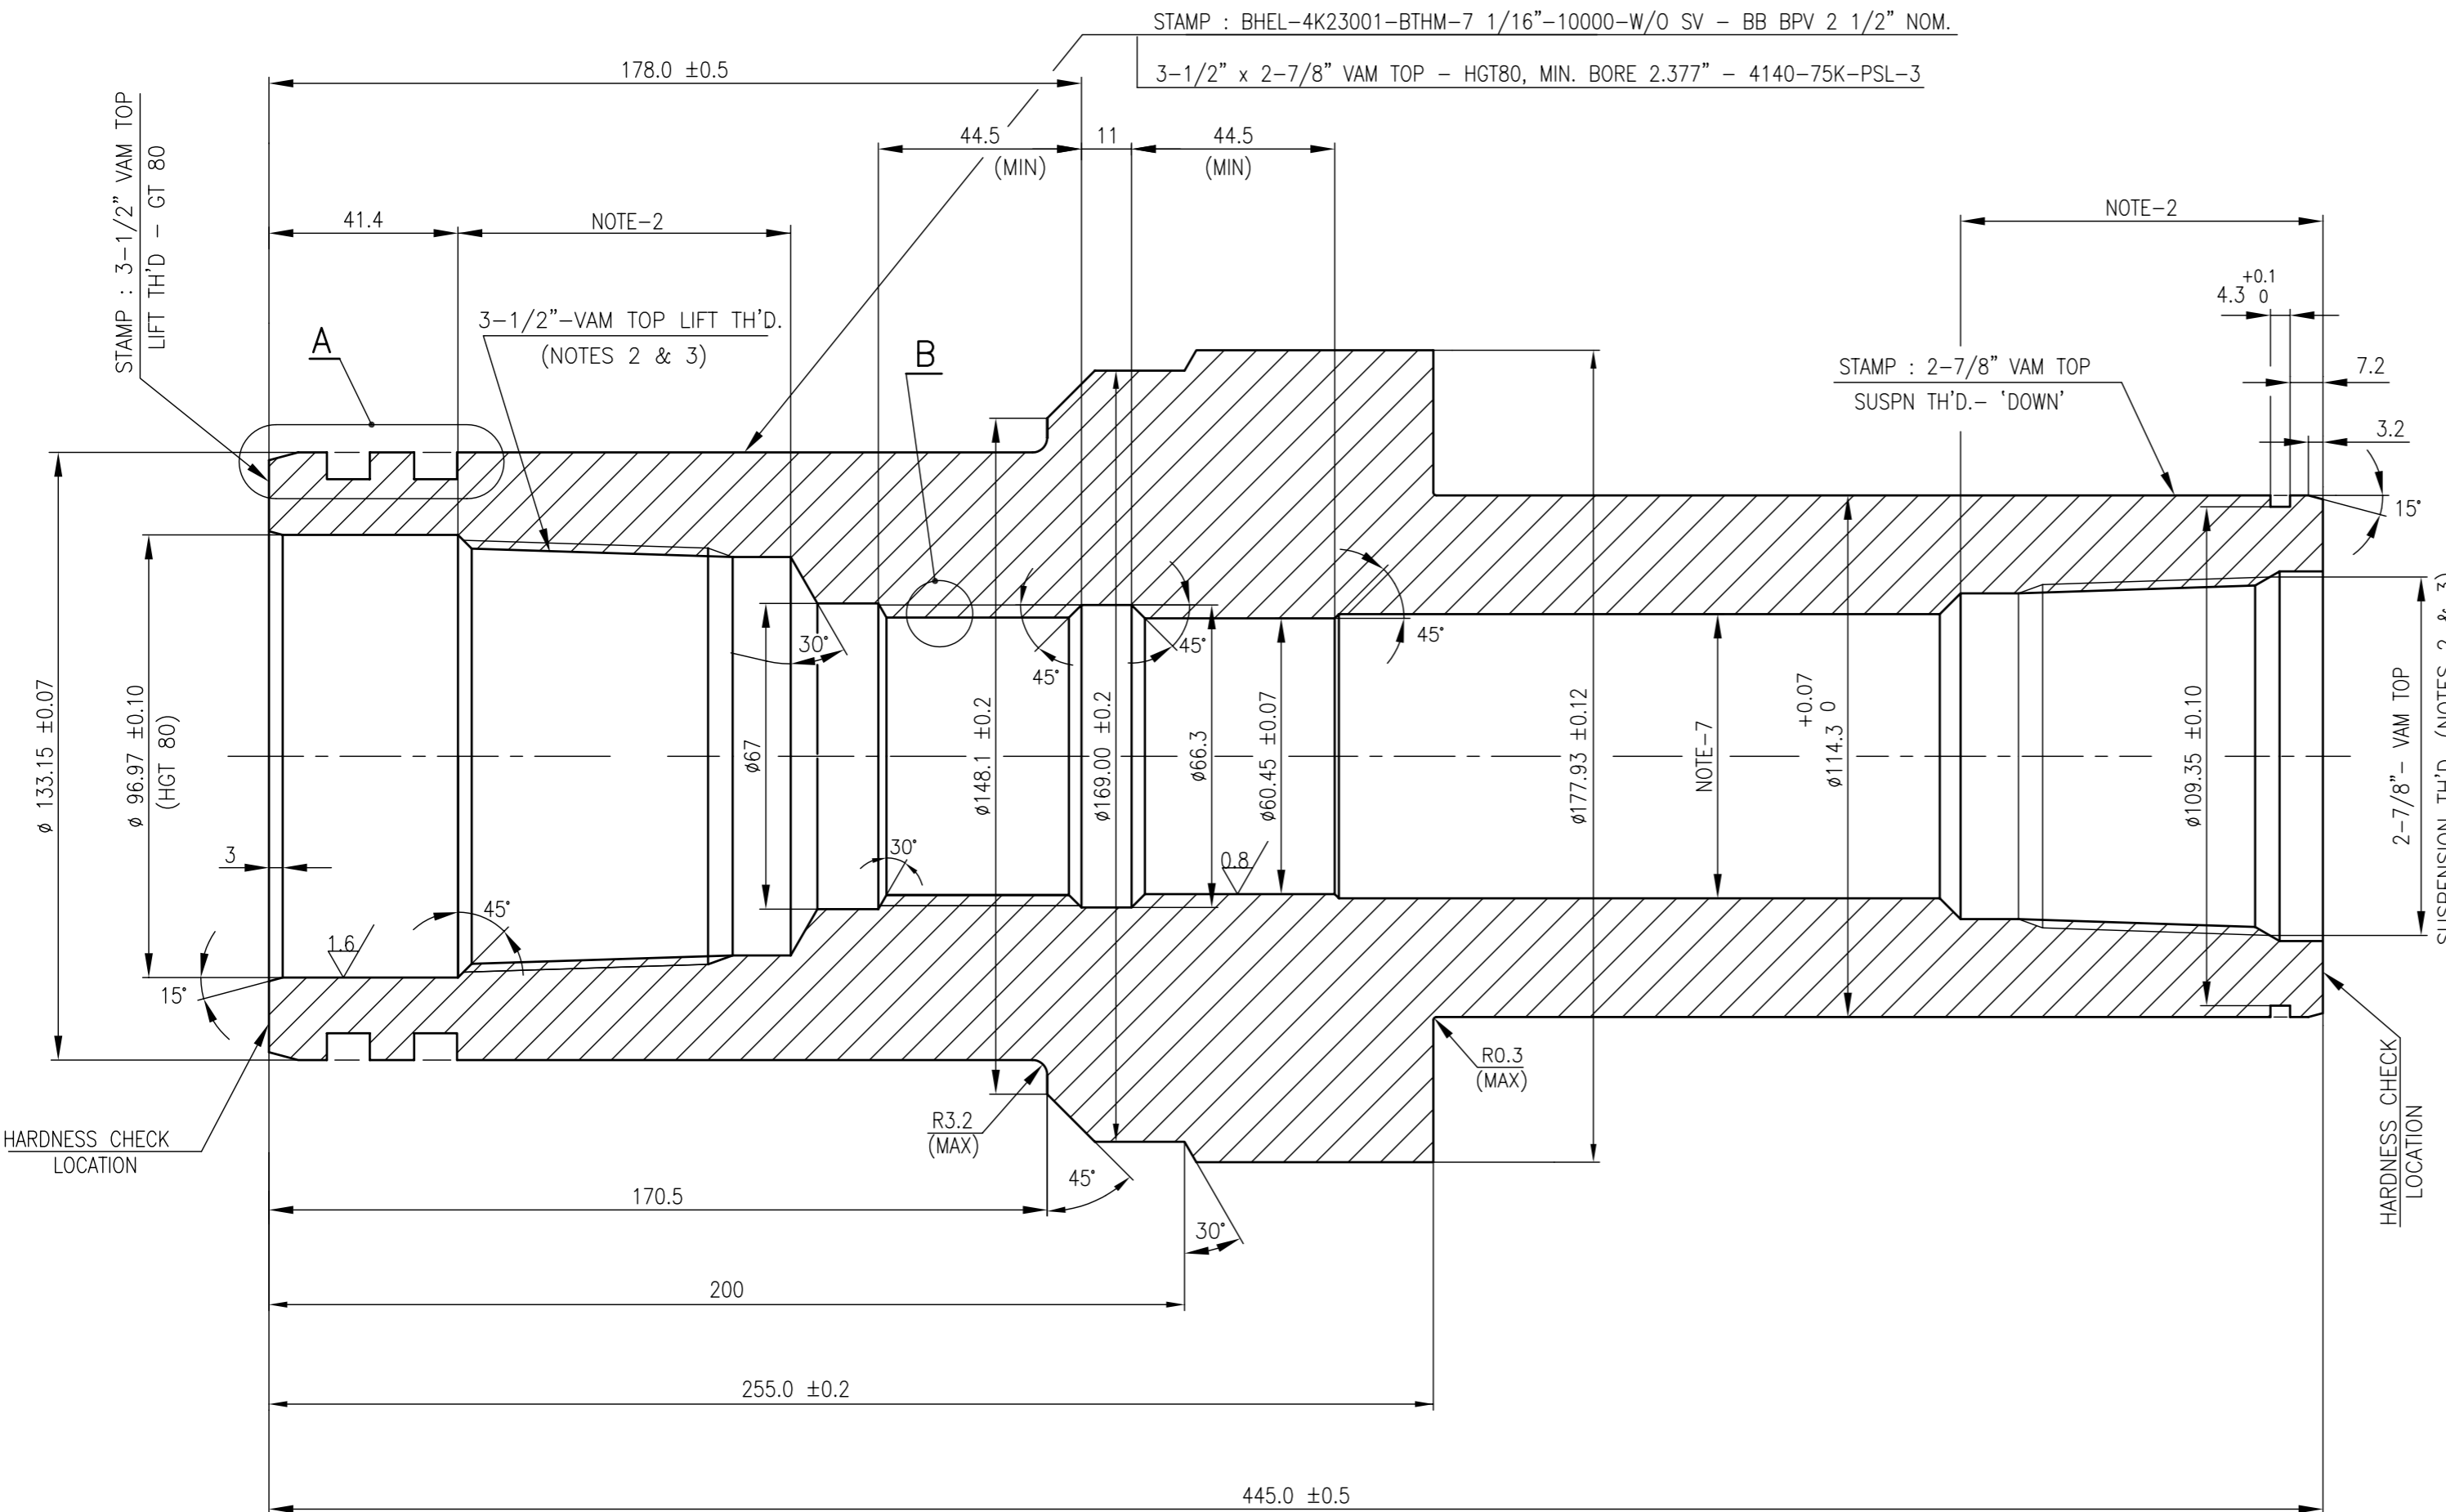 STAMP : BHEL-4K23001-BTHM-7 1/16"-10000-W/O SV - BB BPV 2 1/2" NOM.
3-1/2" x 2-7/8" VAM TOP - HGT80, MIN. BORE 2.377" - 4140-75K-PSL-3
178.0 ±0.5
STAMP : 3-1/2" VAM TOP
LIFT TH'D - GT 80
44.5
(MIN)
11
44.5
(MIN)
41.4
NOTE-2
NOTE-2
+0.1
4.3 0
7.2
3.2
15°
3-1/2"-VAM TOP LIFT TH'D.
(NOTES 2 & 3)
A
B
STAMP : 2-7/8" VAM TOP
SUSPN TH'D.- 'DOWN'
30°
45°
45°
45°
ø 133.15 ±0.07
ø 96.97 ±0.10
(HGT 80)
ø67
ø148.1 ±0.2
ø169.00 ±0.2
ø66.3
ø60.45 ±0.07
ø177.93 ±0.12
NOTE-7
+0.07
ø114.3 0
ø109.35 ±0.10
2-7/8"- VAM TOP
SUSPENSION TH'D. (NOTES 2 & 3)
3
30°
0.8
1.6
45°
15°
HARDNESS CHECK
LOCATION
R3.2
(MAX)
R0.3
(MAX)
HARDNESS CHECK
LOCATION
45°
30°
170.5
200
255.0 ±0.2
445.0 ±0.5